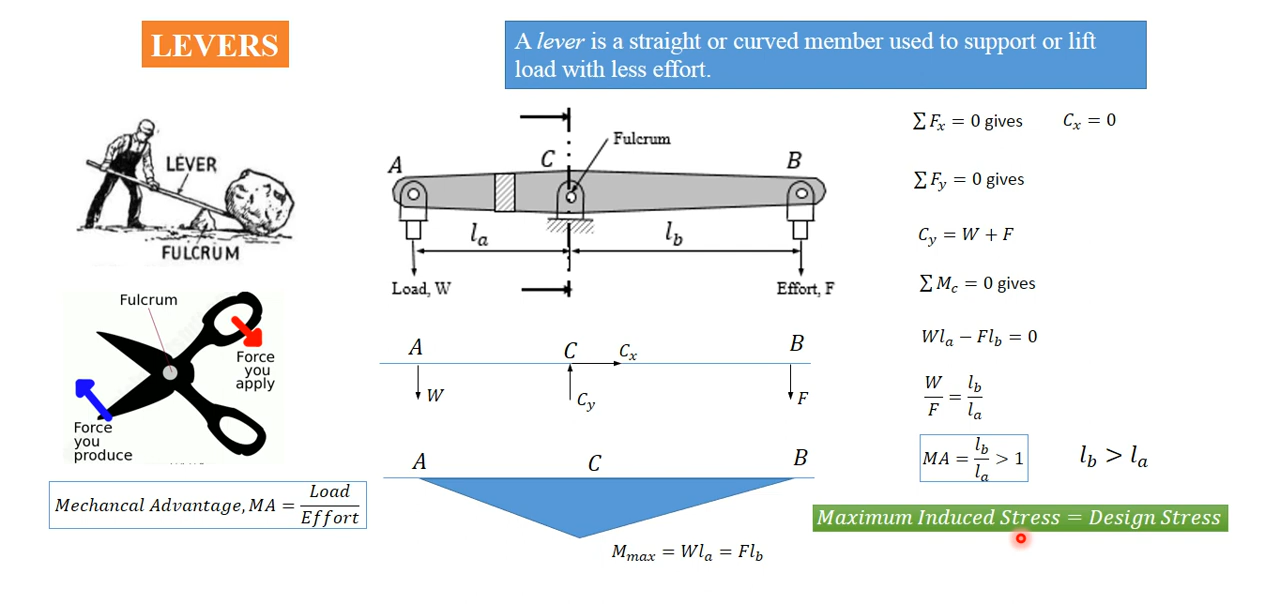 LEVERS
A lever is a straight or curved member used to support or lift
load with less effort.
LEVER
FULCRUM
Fulcrum
Force
you
apply
Force
you
produce
Mechancal Advantage, MA = Load / Effort
Fulcrum
A
C
B
l_a
l_b
Load, W
Effort, F
A
C
C_x
B
W
C_y
F
A
C
B
M_max = Wl_a = Fl_b
∑F_x = 0 gives C_x = 0
∑F_y = 0 gives
C_y = W + F
∑M_c = 0 gives
Wl_a − Fl_b = 0
W / F = l_b / l_a
MA = l_b / l_a > 1 l_b > l_a
Maximum Induced Stress = Design Stress